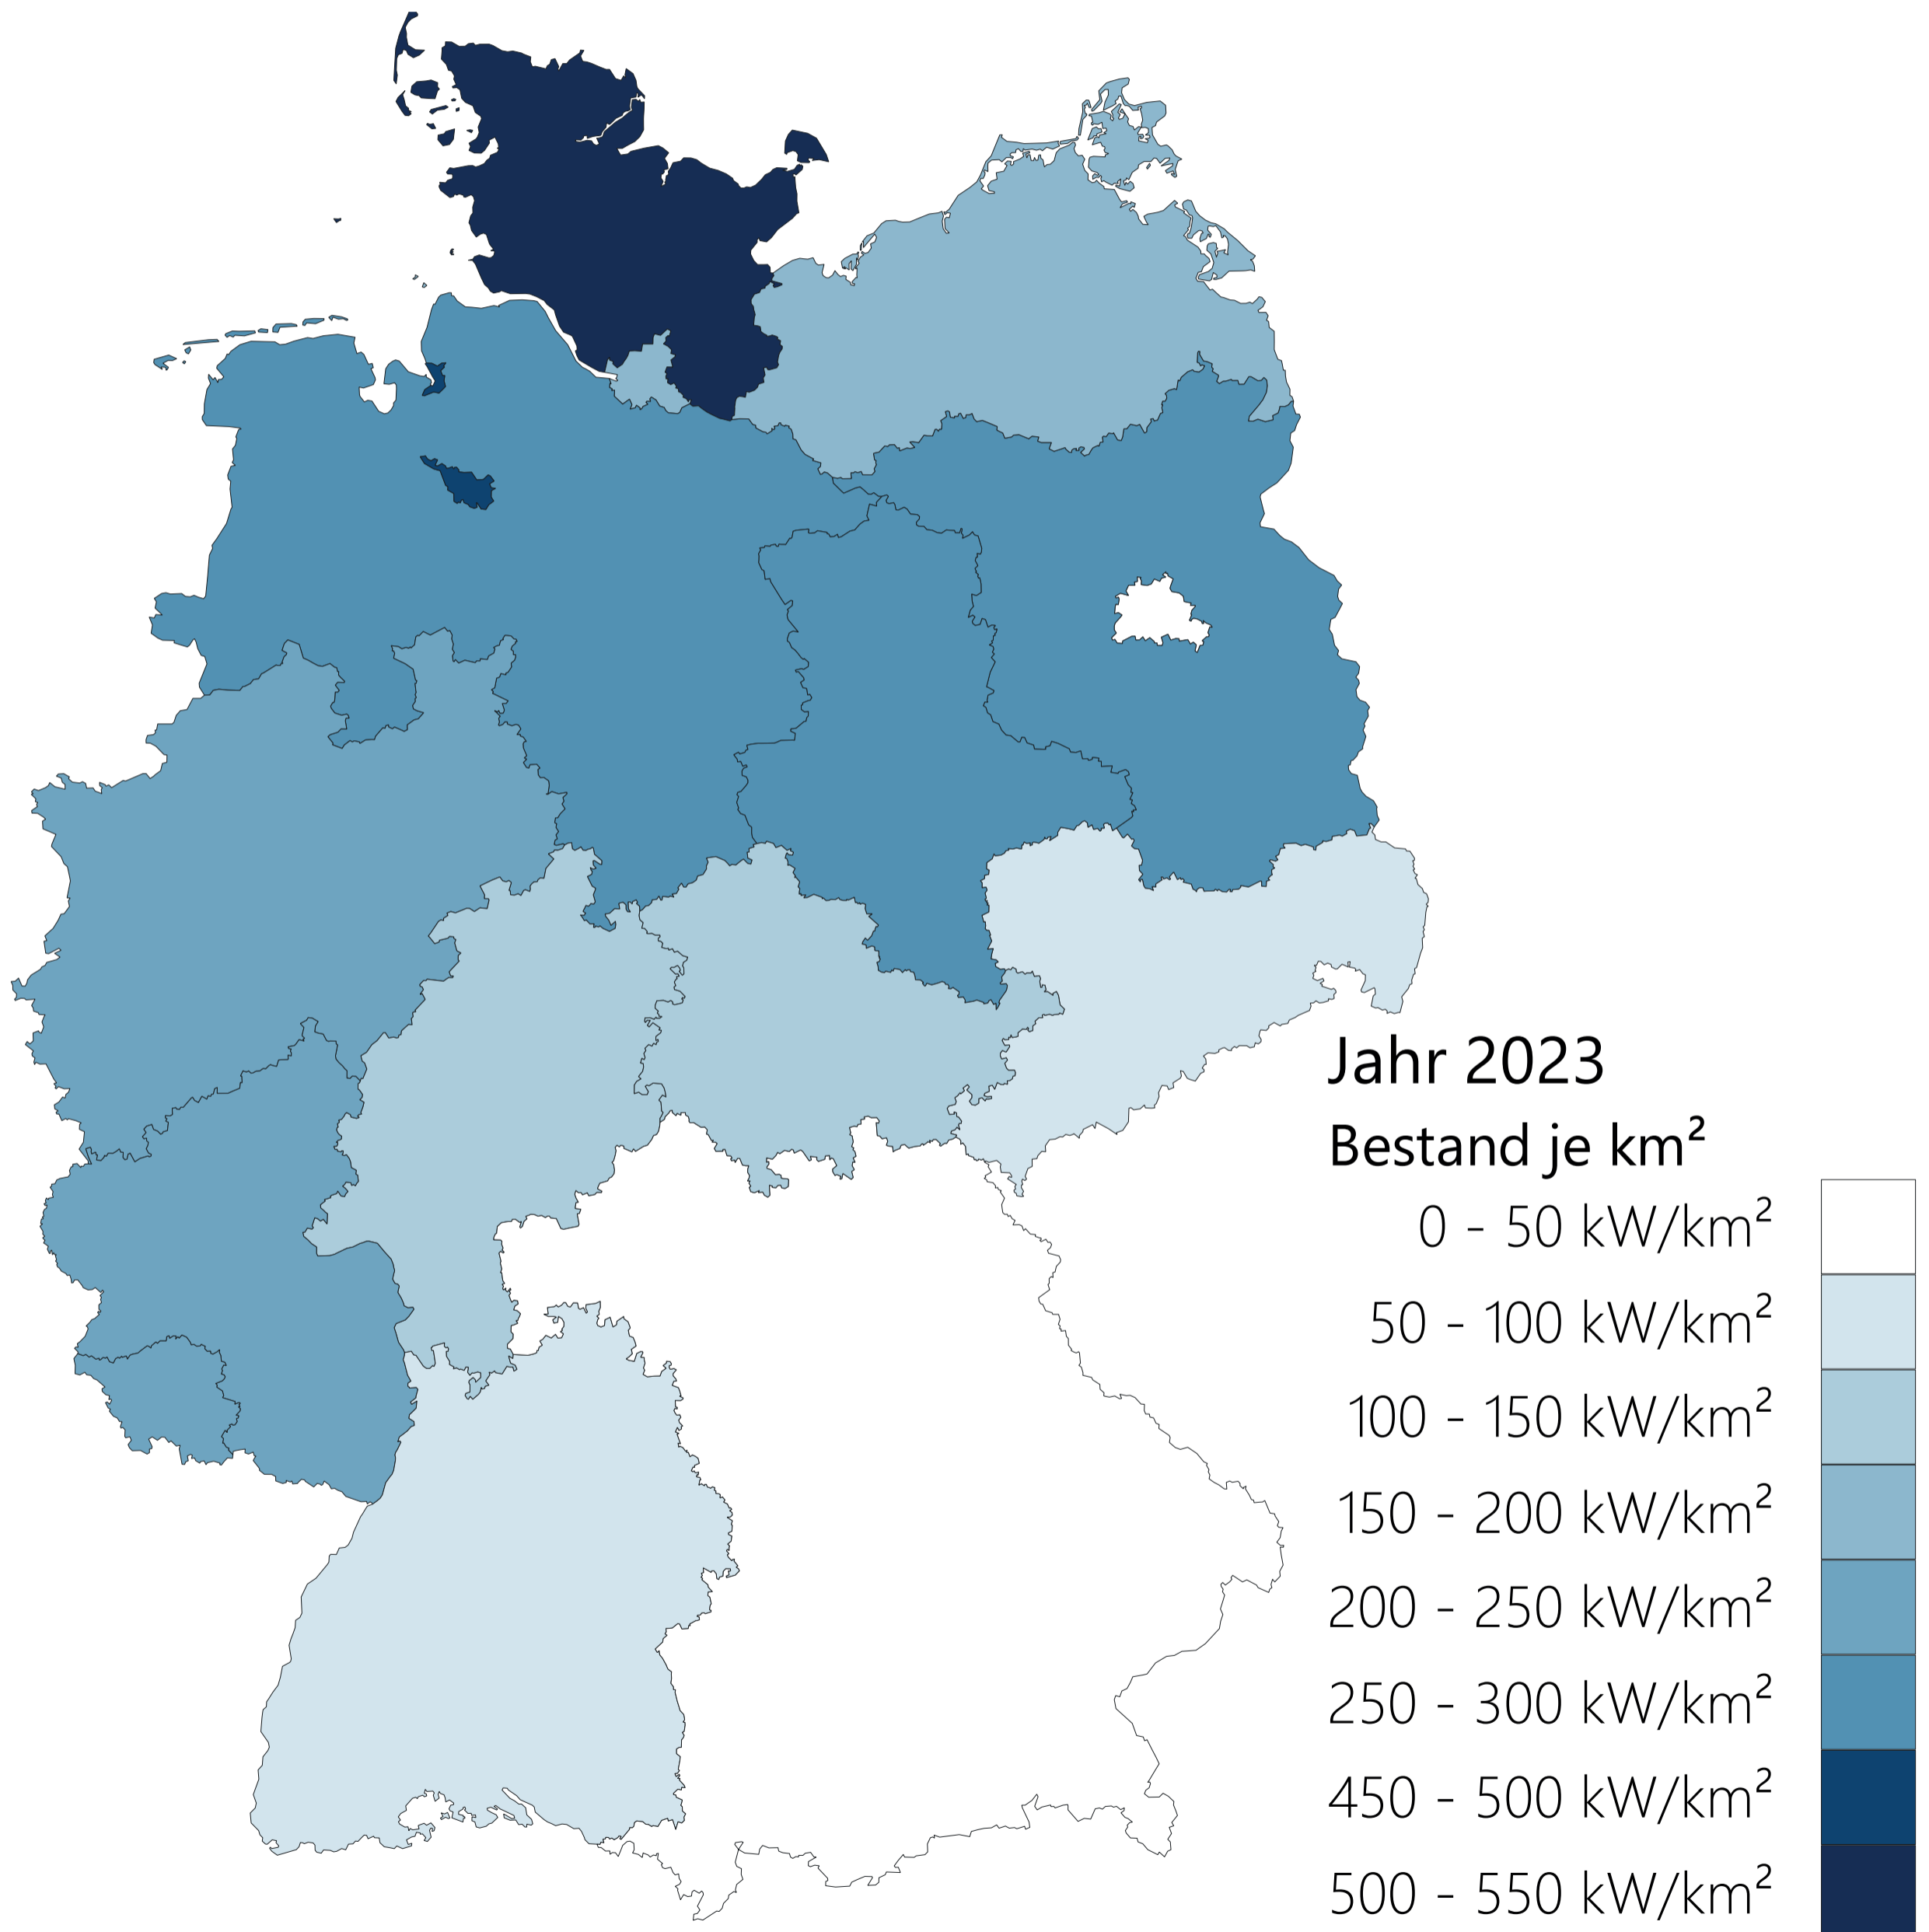 Jahr 2023
Bestand je km²
0 - 50 kW/km²
50 - 100 kW/km²
100 - 150 kW/km²
150 - 200 kW/km²
200 - 250 kW/km²
250 - 300 kW/km²
450 - 500 kW/km²
500 - 550 kW/km²